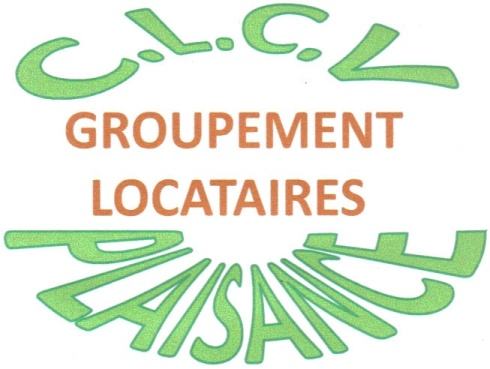 C.L.C.V
GROUPEMENT
LOCATAIRES
PLAISANCE